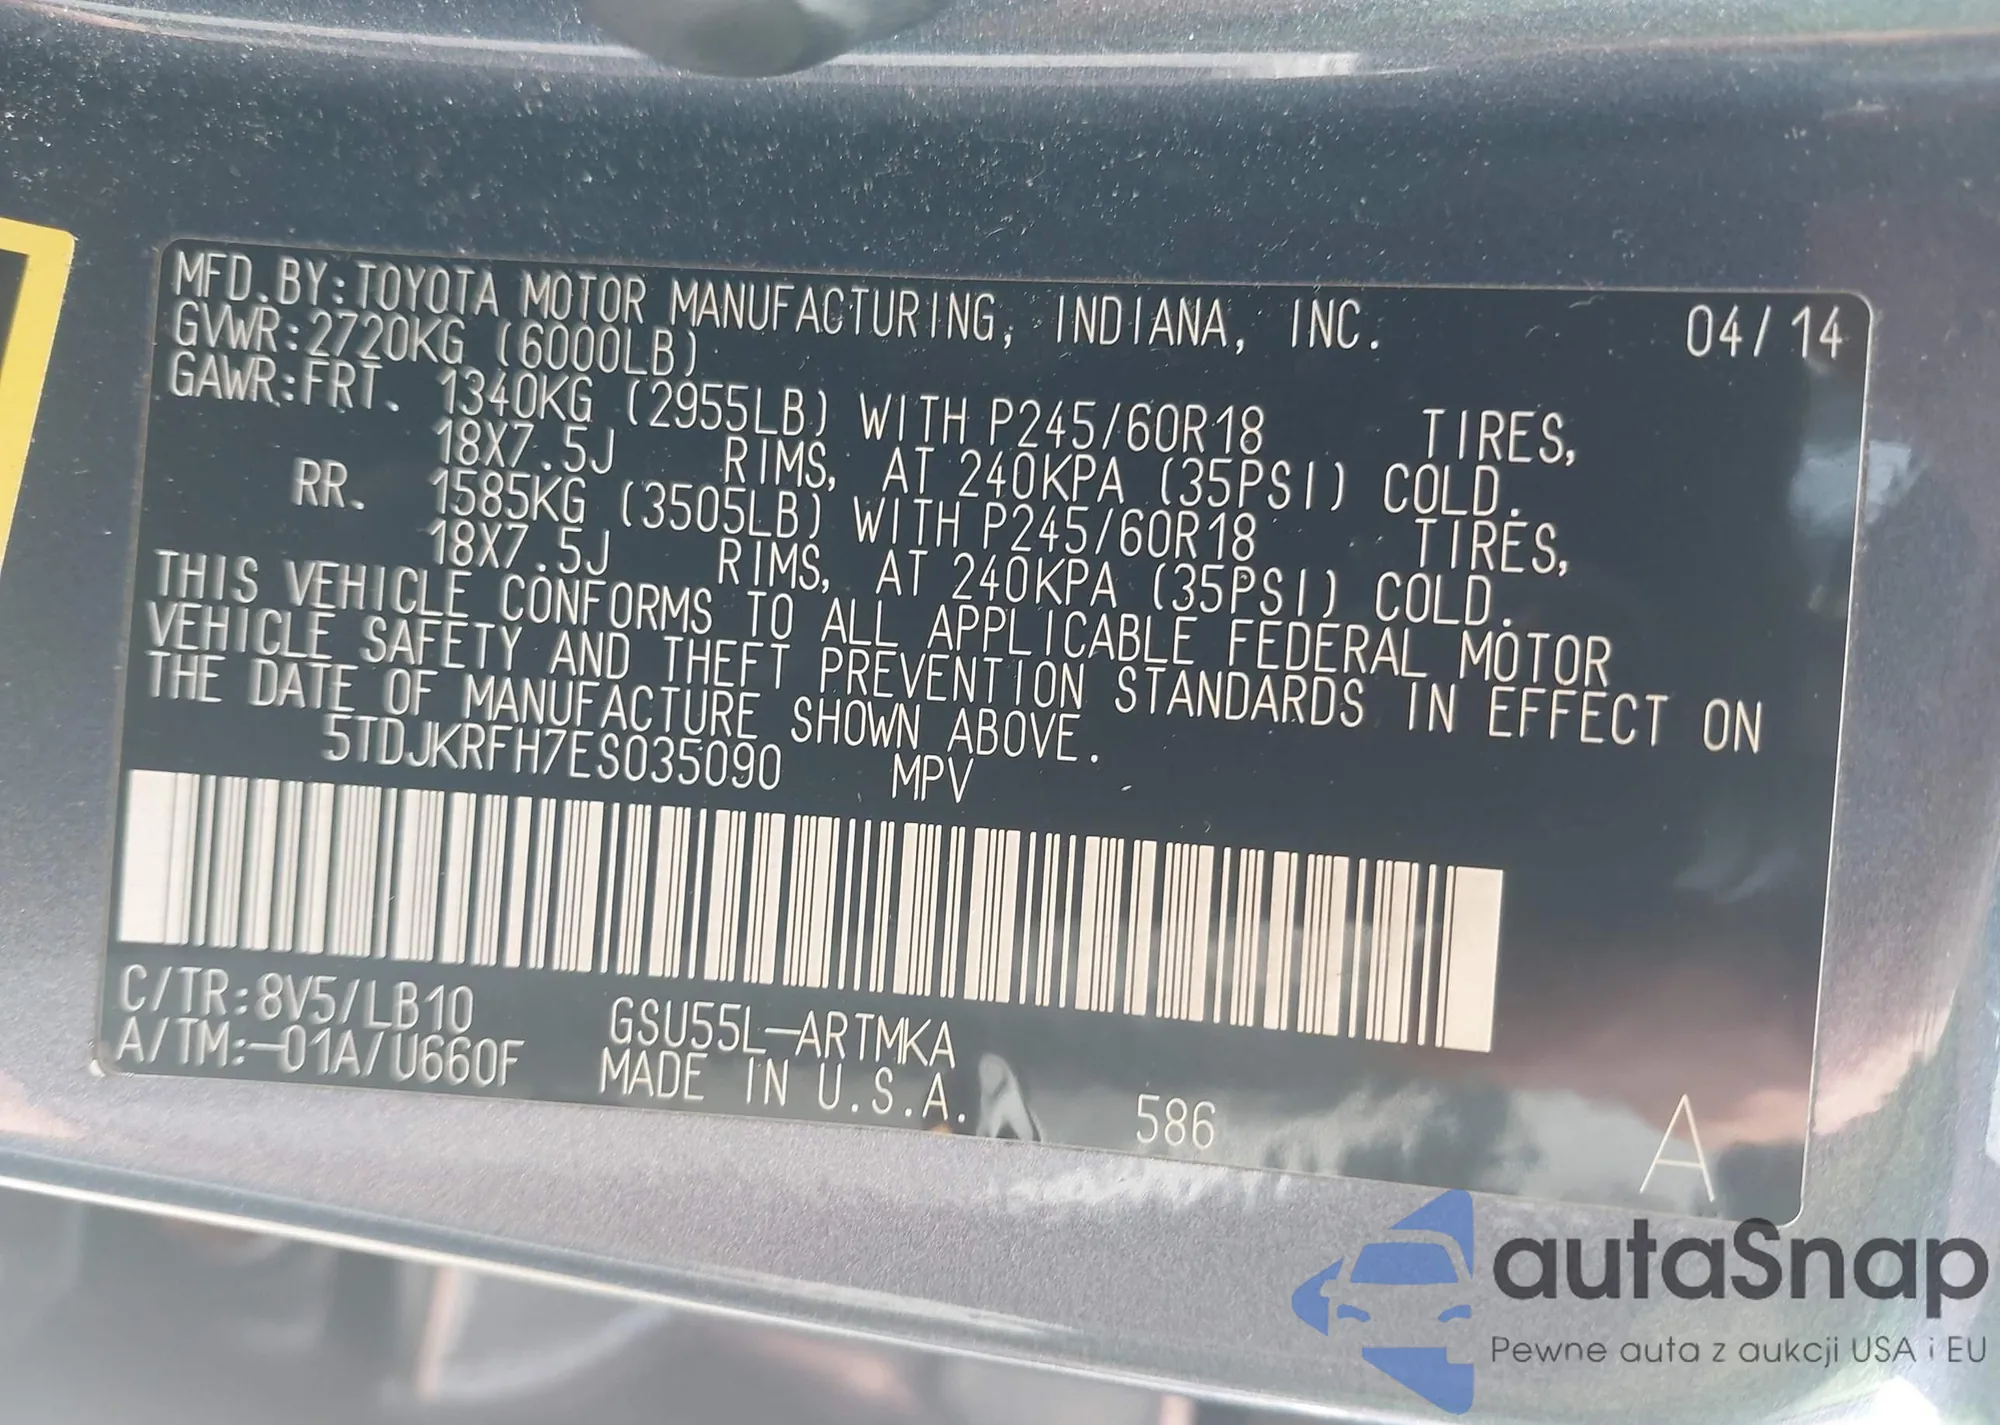 MFD.BY:TOYOTA MOTOR MANUFACTURING, INDIANA, INC. 04/14
GVWR:2720KG (6000LB)
GAWR:FRT. 1340KG (2955LB) WITH P245/60R18 TIRES,
18X7.5J RIMS, AT 240KPA (35PSI) COLD.
RR. 1585KG (3505LB) WITH P245/60R18 TIRES,
18X7.5J RIMS, AT 240KPA (35PSI) COLD.
THIS VEHICLE CONFORMS TO ALL APPLICABLE FEDERAL MOTOR
VEHICLE SAFETY AND THEFT PREVENTION STANDARDS IN EFFECT ON
THE DATE OF MANUFACTURE SHOWN ABOVE.
5TDJKRFH7ES035090 MPV
C/TR:8V5/LB10 GSU55L-ARTMKA
A/TM:-01A/U660F MADE IN U.S.A. 586 A
autaSnap
Pewne auta z aukcji USA i EU